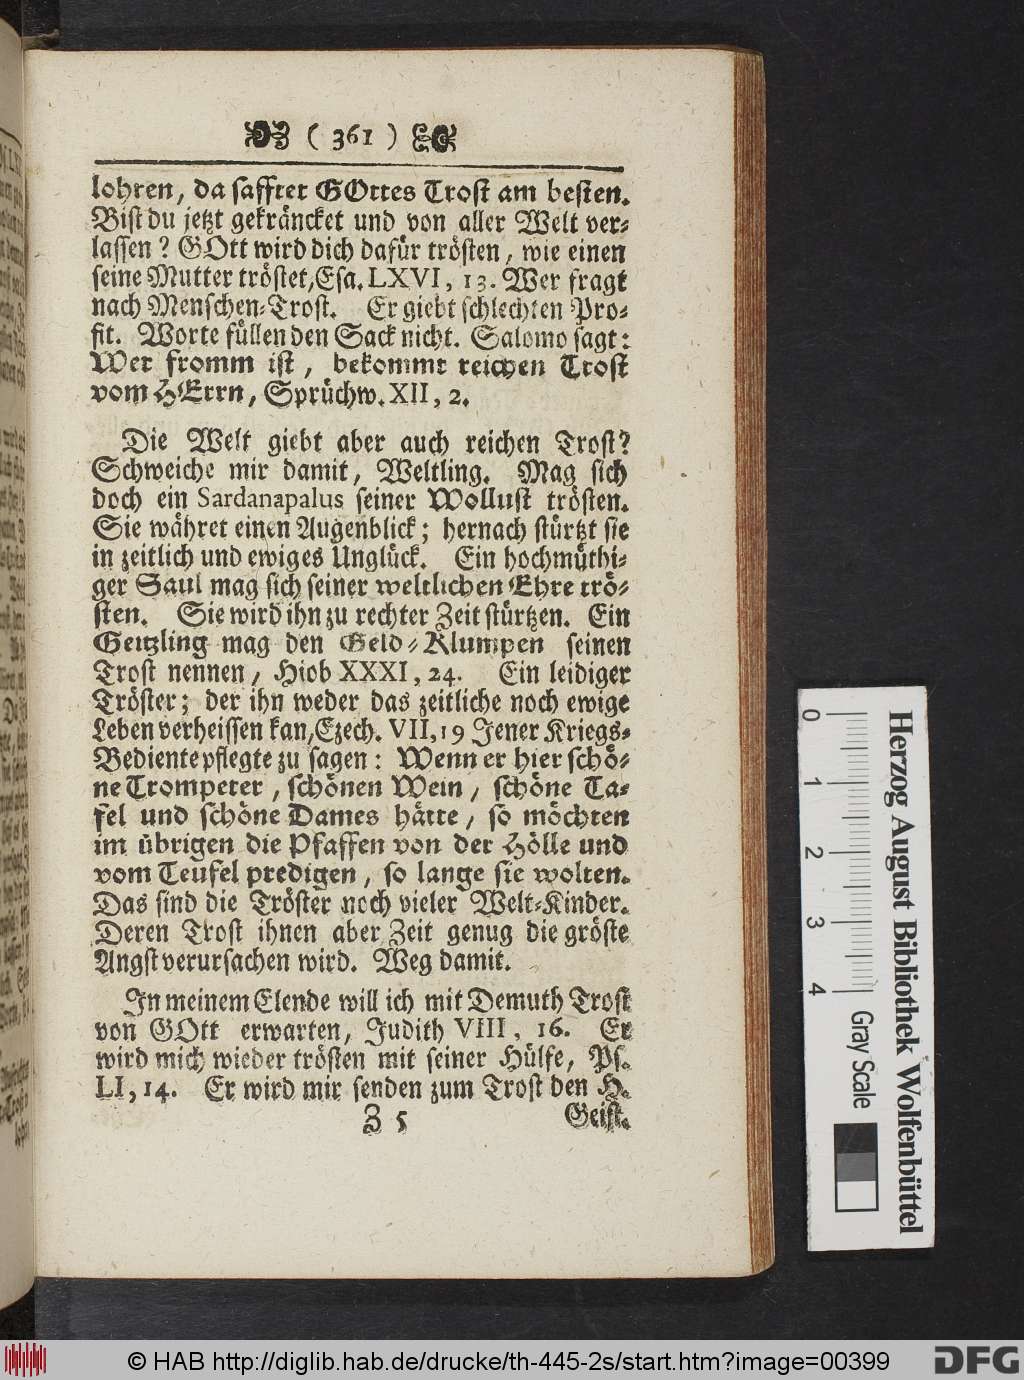 ( 361 )
lohren, da safftet GOttes Trost am besten.
Bist du jetzt gekräncket und von aller Welt ver-
lassen? GOtt wird dich dafür trösten, wie einen
seine Mutter tröstet, Esa. LXVI, 13. Wer fragt
nach Menschen-Trost. Er giebt schlechten Pro-
fit. Worte füllen den Sack nicht. Salomo sagt:
Wer fromm ist, bekommt reichen Trost
vom HErrn, Sprüchw. XII, 2.
Die Welt giebt aber auch reichen Trost?
Schweiche mir damit, Weltling. Mag sich
doch ein Sardanapalus seiner Wollust trösten.
Sie währet einen Augenblick; hernach stürtzt sie
in zeitlich und ewiges Unglück. Ein hochmüthi-
ger Saul mag sich seiner weltlichen Ehre trö-
sten. Sie wird ihn zu rechter Zeit stürtzen. Ein
Geitzling mag den Geld-Klumpen seinen
Trost nennen, Hiob XXXI, 24. Ein leidiger
Tröster; der ihn weder das zeitliche noch ewige
Leben verheissen kan, Ezech. VII, 19 Jener Kriegs-
Bediente pflegte zu sagen: Wenn er hier schö-
ne Trompeter, schönen Wein, schöne Ta-
fel und schöne Dames hätte, so möchten
im übrigen die Pfaffen von der Hölle und
vom Teufel predigen, so lange sie wolten.
Das sind die Tröster noch vieler Welt-Kinder.
Deren Trost ihnen aber Zeit genug die gröste
Angst verursachen wird. Weg damit.
In meinem Elende will ich mit Demuth Trost
von GOtt erwarten, Judith VIII, 16. Er
wird mich wieder trösten mit seiner Hülfe, Ps.
LI, 14. Er wird mir senden zum Trost den H.
Z 5 Geist.
Herzog August Bibliothek Wolfenbüttel
0 1 2 3 4 Gray Scale
© HAB http://diglib.hab.de/drucke/th-445-2s/start.htm?image=00399
DFG